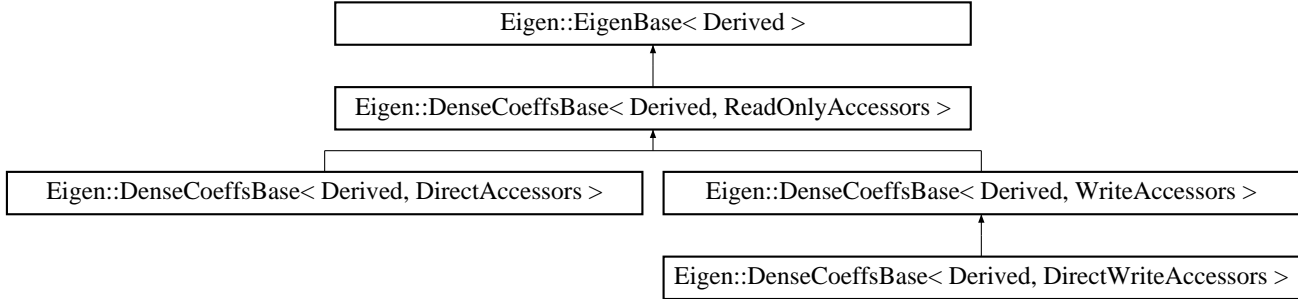 Eigen::EigenBase< Derived >
Eigen::DenseCoeffsBase< Derived, ReadOnlyAccessors >
Eigen::DenseCoeffsBase< Derived, DirectAccessors >
Eigen::DenseCoeffsBase< Derived, WriteAccessors >
Eigen::DenseCoeffsBase< Derived, DirectWriteAccessors >